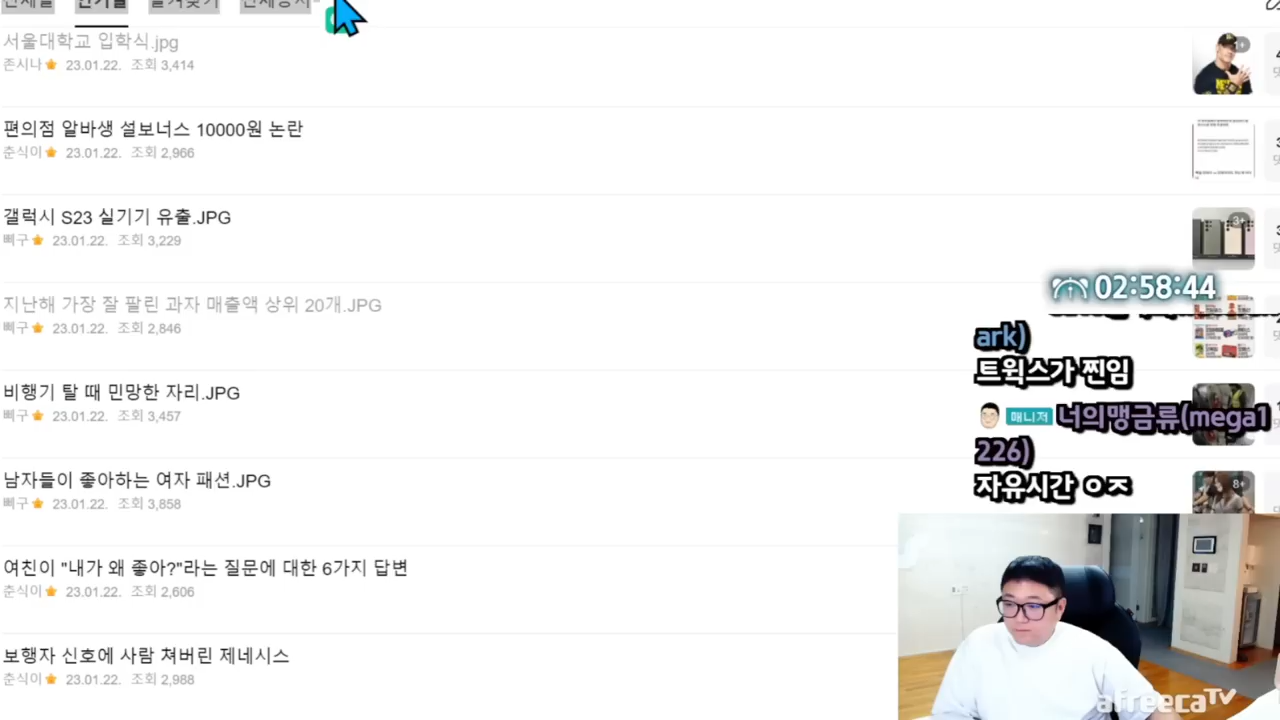 인기글
서울대학교 입학식.jpg
존시나 23.01.22. 조회 3,414
편의점 알바생 설보너스 10000원 논란
춘식이 23.01.22. 조회 2,966
갤럭시 S23 실기기 유출.JPG
삐구 23.01.22. 조회 3,229
3+
02:58:44
지난해 가장 잘 팔린 과자 매출액 상위 20개.JPG
삐구 23.01.22. 조회 2,846
ark)
트윅스가 찐임
비행기 탈 때 민망한 자리.JPG
삐구 23.01.22. 조회 3,457
매니저 너의맹금류(mega1
226)
자유시간 ㅇㅈ
남자들이 좋아하는 여자 패션.JPG
삐구 23.01.22. 조회 3,858
8+
여친이 "내가 왜 좋아?"라는 질문에 대한 6가지 답변
춘식이 23.01.22. 조회 2,606
보행자 신호에 사람 쳐버린 제네시스
춘식이 23.01.22. 조회 2,988
afreecaTV